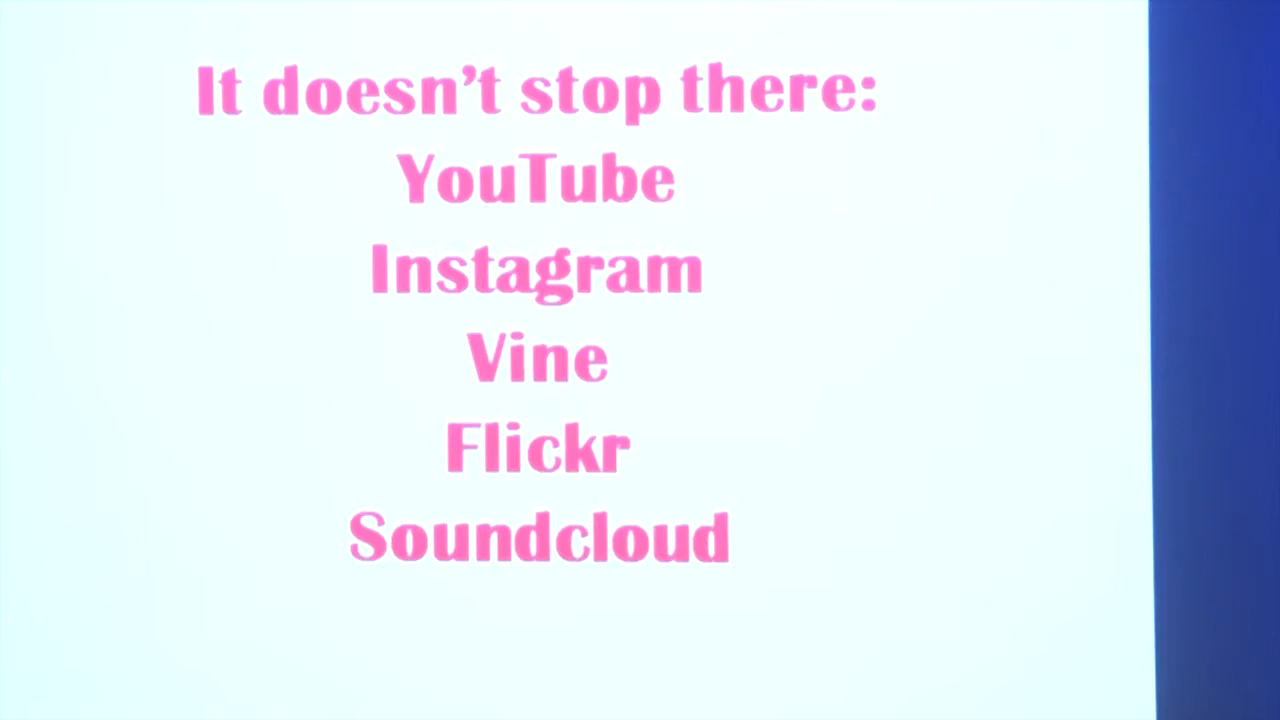 It doesn’t stop there:
YouTube
Instagram
Vine
Flickr
Soundcloud